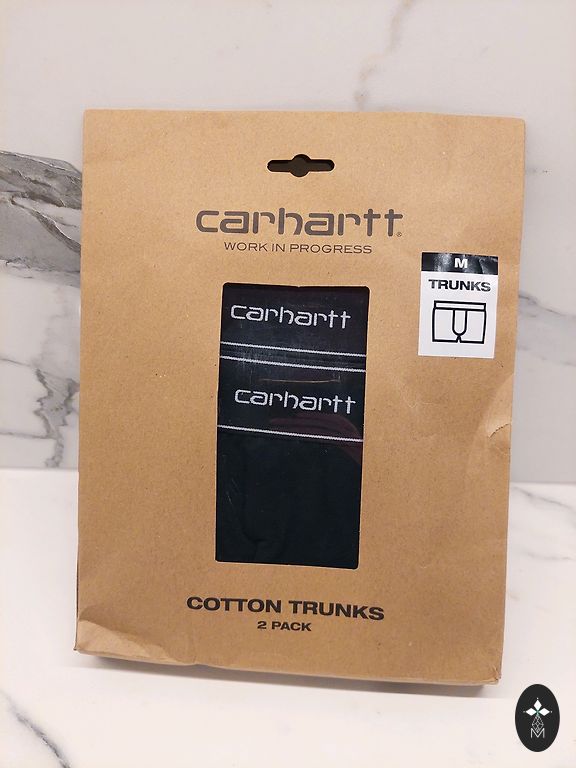 carhartt®
WORK IN PROGRESS
M
TRUNKS
carhartt
carhartt
COTTON TRUNKS
2 PACK
M